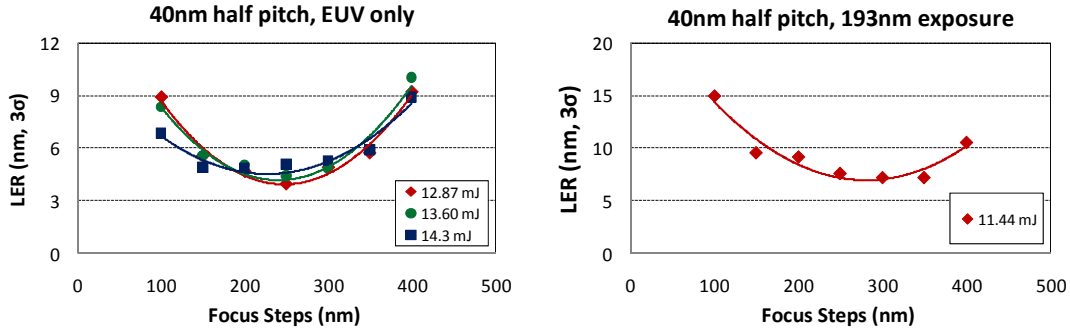 40nm half pitch, EUV only
12
9
6
3
0
LER (nm, 3σ)
12.87 mJ
13.60 mJ
14.3 mJ
0 100 200 300 400 500
Focus Steps (nm)
40nm half pitch, 193nm exposure
20
15
10
5
0
LER (nm, 3σ)
11.44 mJ
0 100 200 300 400 500
Focus Steps (nm)